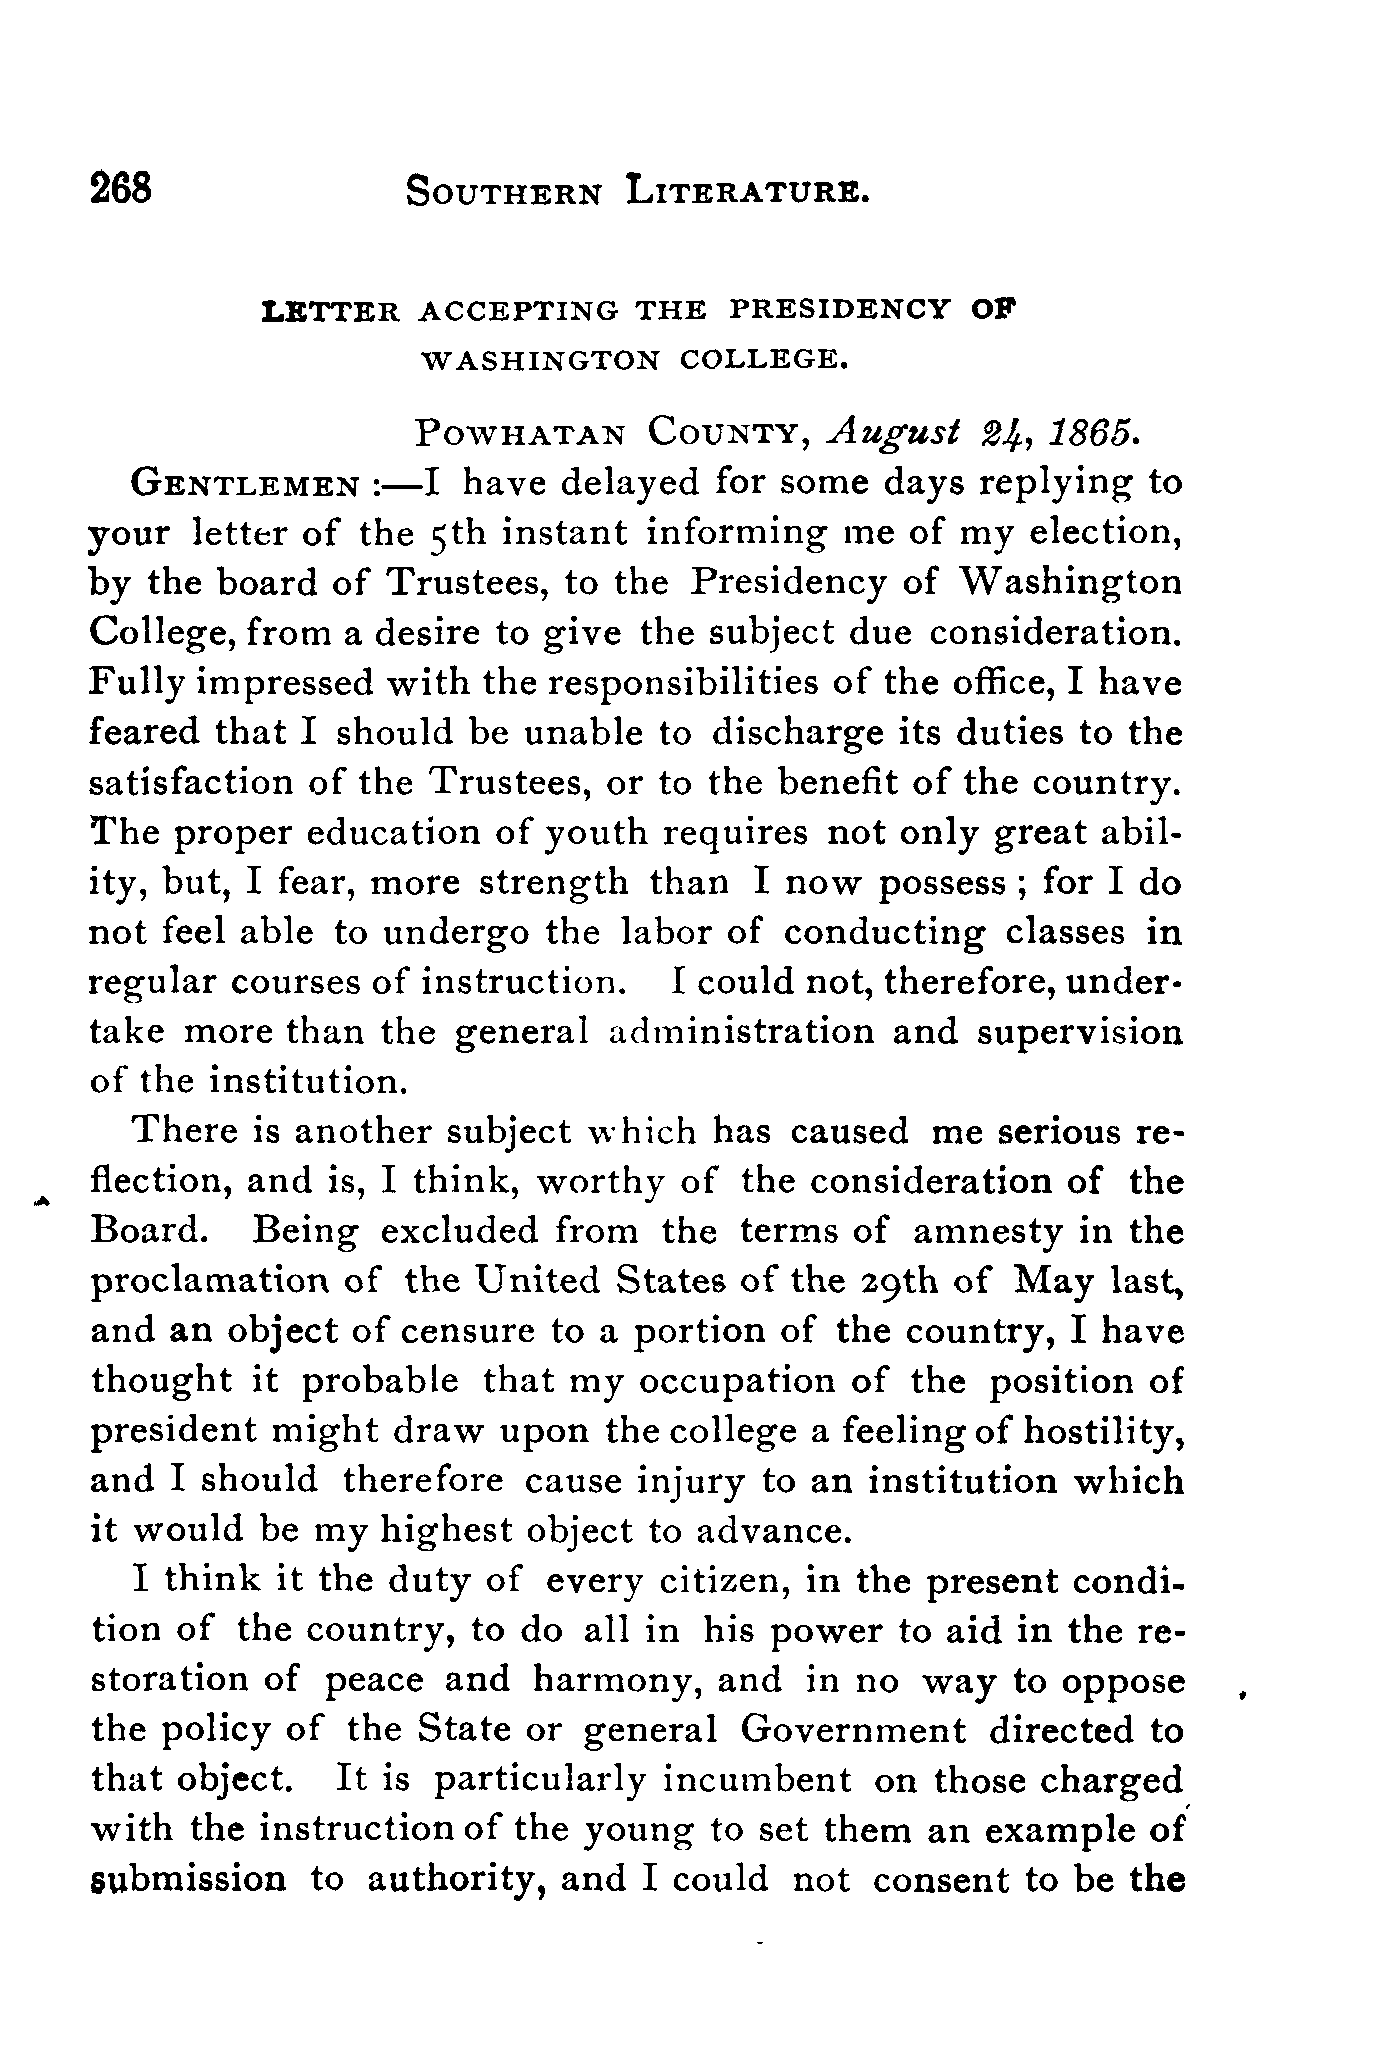 268 SOUTHERN LITERATURE.
LETTER ACCEPTING THE PRESIDENCY OF
WASHINGTON COLLEGE.
POWHATAN COUNTY, August 24, 1865.
GENTLEMEN :—I have delayed for some days replying to
your letter of the 5th instant informing me of my election,
by the board of Trustees, to the Presidency of Washington
College, from a desire to give the subject due consideration.
Fully impressed with the responsibilities of the office, I have
feared that I should be unable to discharge its duties to the
satisfaction of the Trustees, or to the benefit of the country.
The proper education of youth requires not only great abil-
ity, but, I fear, more strength than I now possess ; for I do
not feel able to undergo the labor of conducting classes in
regular courses of instruction. I could not, therefore, under-
take more than the general administration and supervision
of the institution.
There is another subject which has caused me serious re-
flection, and is, I think, worthy of the consideration of the
Board. Being excluded from the terms of amnesty in the
proclamation of the United States of the 29th of May last,
and an object of censure to a portion of the country, I have
thought it probable that my occupation of the position of
president might draw upon the college a feeling of hostility,
and I should therefore cause injury to an institution which
it would be my highest object to advance.
I think it the duty of every citizen, in the present condi-
tion of the country, to do all in his power to aid in the re-
storation of peace and harmony, and in no way to oppose
the policy of the State or general Government directed to
that object. It is particularly incumbent on those charged
with the instruction of the young to set them an example of
submission to authority, and I could not consent to be the